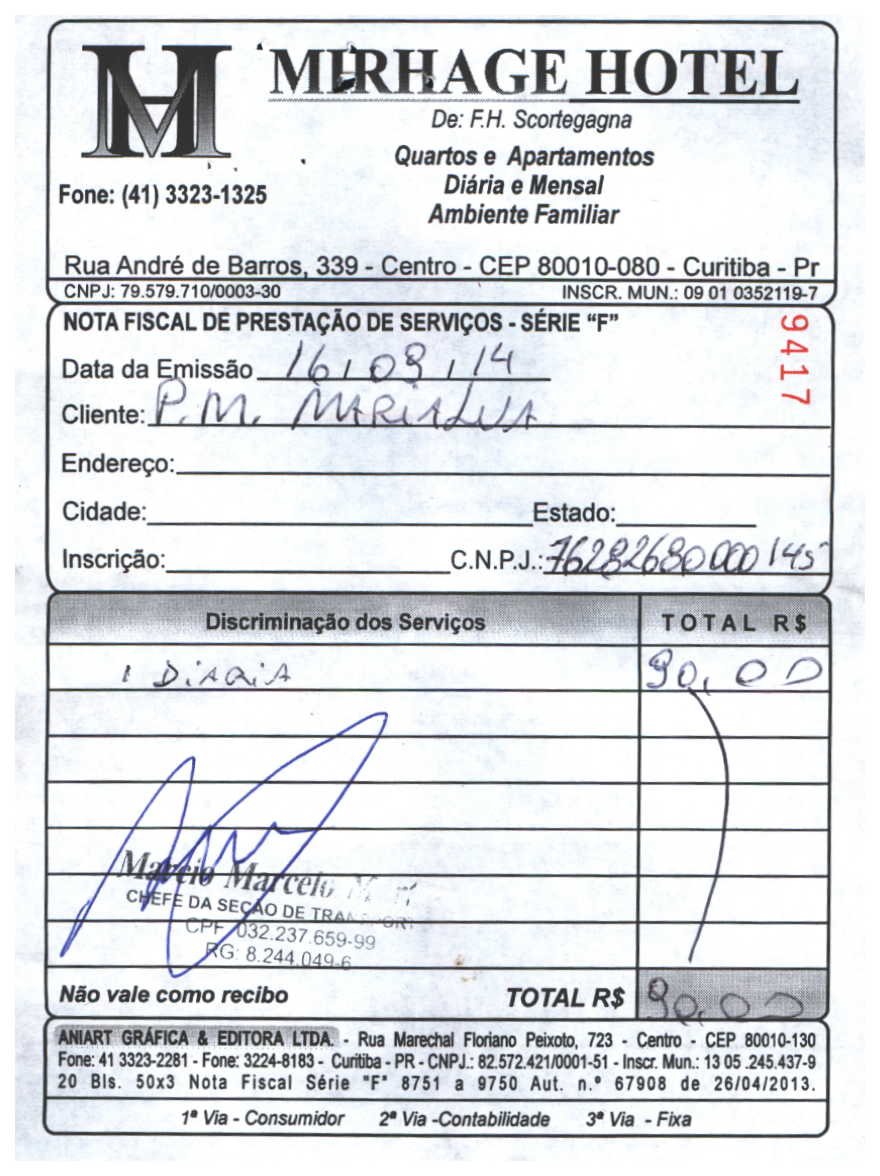 MERHAGE HOTEL
De: F.H. Scortegagna
Quartos e Apartamentos
Diária e Mensal
Ambiente Familiar
Fone: (41) 3323-1325
Rua André de Barros, 339 - Centro - CEP 80010-080 - Curitiba - Pr
CNPJ: 79.579.710/0003-30 INSCR. MUN.: 09 01 0352119-7
NOTA FISCAL DE PRESTAÇÃO DE SERVIÇOS - SÉRIE “F”
9417
Data da Emissão 16/09/14
Cliente: P.M. MARIALVA
Endereço:
Cidade: Estado:
Inscrição: C.N.P.J.: 76282680000145
Discriminação dos Serviços TOTAL R$
1 DiARiA 90,00
Marcio Marcelo
CHEFE DA SEÇÃO DE TRANSPORT
CPF 032.237.659-99
RG: 8.244.049-6
Não vale como recibo TOTAL R$ 90,00
ANIART GRÁFICA & EDITORA LTDA. - Rua Marechal Floriano Peixoto, 723 - Centro - CEP 80010-130
Fone: 41 3323-2281 - Fone: 3224-8183 - Curitiba - PR - CNPJ.: 82.572.421/0001-51 - Inscr. Mun.: 13 05 .245.437-9
20 Bls. 50x3 Nota Fiscal Série "F" 8751 a 9750 Aut. n.º 67908 de 26/04/2013.
1ª Via - Consumidor 2ª Via -Contabilidade 3ª Via - Fixa